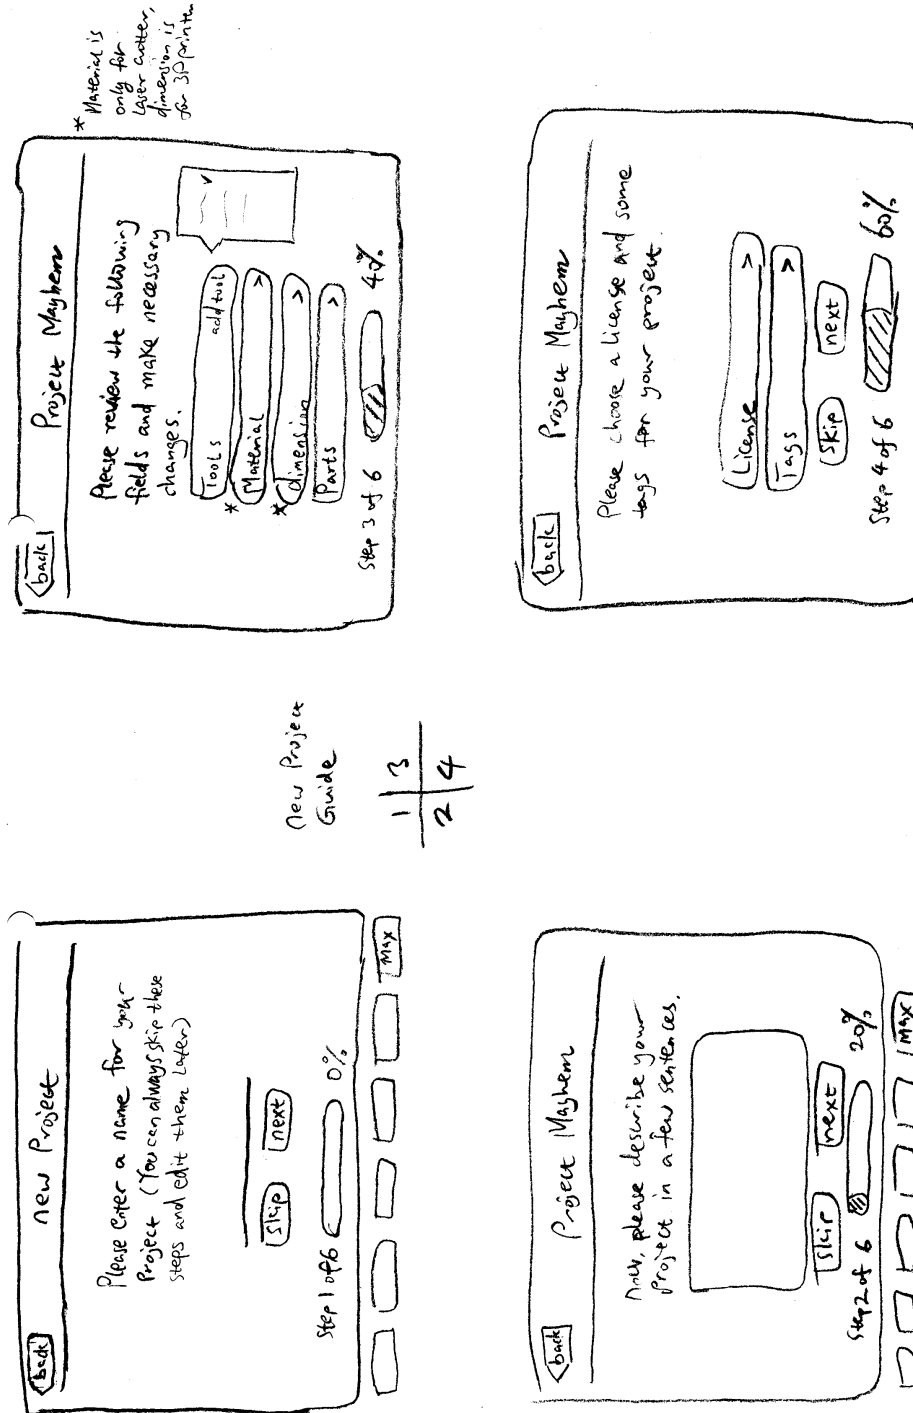 back
new Project
Please enter a name for your
Project (You can always skip these
steps and edit them later)
skip
next
Step 1 of 6
0%
Max
back
Project Mayhem
Now, please describe your
project in a few sentences.
skip
next
Step 2 of 6
20%
Max
new Project
Guide
1 3
2 4
back
Project Mayhem
Please review the following
fields and make necessary
changes.
Tools
add tool
* Material >
* dimension >
Parts >
Step 3 of 6
40%
* Material is
only for
Laser cutter,
dimension is
for 3D printer
back
Project Mayhem
Please choose a license and some
tags for your project.
License >
Tags >
Skip
next
Step 4 of 6
60%